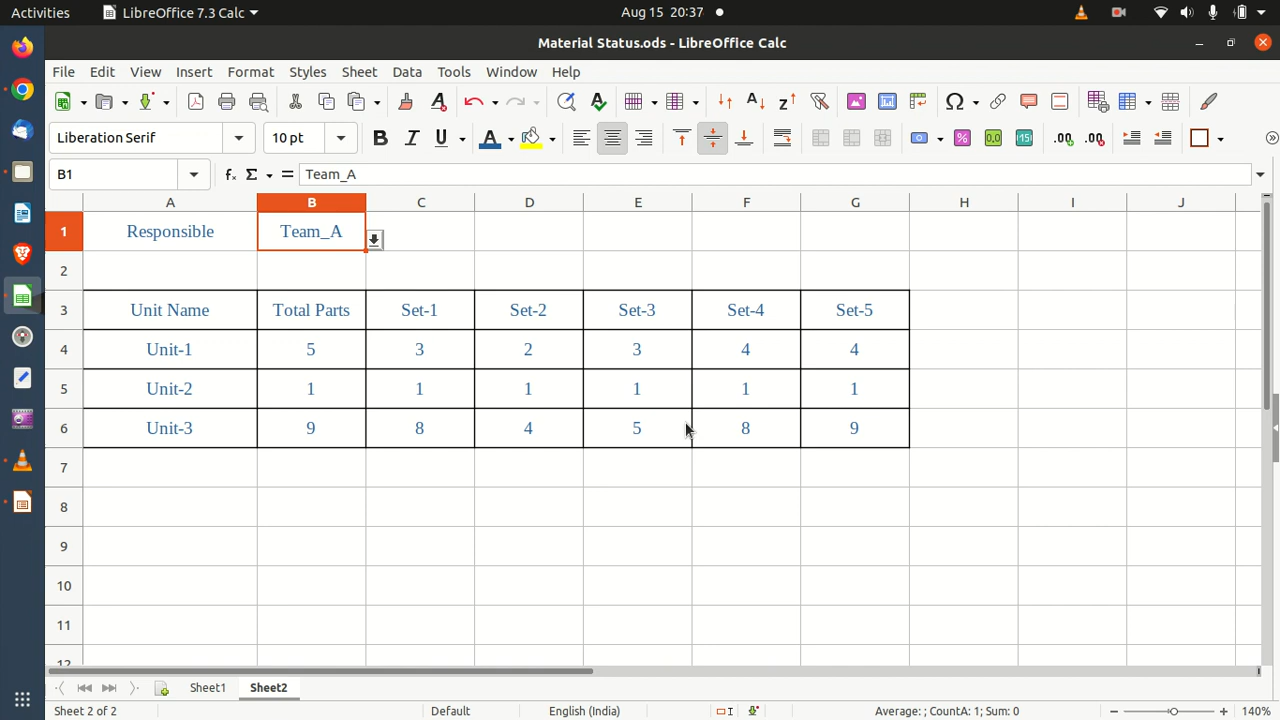 Activities LibreOffice 7.3 Calc Aug 15 20:37
Material Status.ods - LibreOffice Calc
File Edit View Insert Format Styles Sheet Data Tools Window Help
Liberation Serif 10 pt
B1 Team_A
A B C D E F G H I J
1 Responsible Team_A
2
3 Unit Name Total Parts Set-1 Set-2 Set-3 Set-4 Set-5
4 Unit-1 5 3 2 3 4 4
5 Unit-2 1 1 1 1 1 1
6 Unit-3 9 8 4 5 8 9
7
8
9
10
11
12
Sheet1 Sheet2
Sheet 2 of 2 Default English (India) Average: ; CountA: 1; Sum: 0 140%